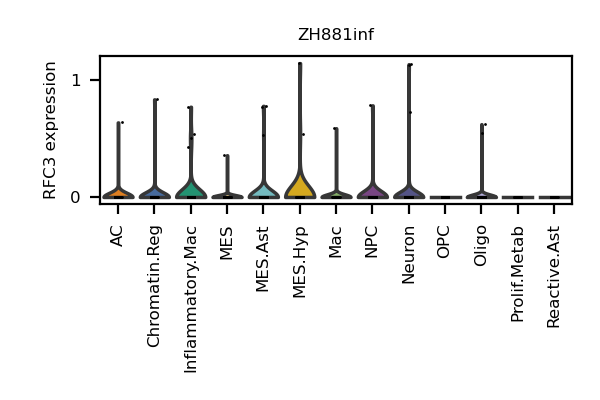 ZH881inf
RFC3 expression
1
0
AC
Chromatin.Reg
Inflammatory.Mac
MES
MES.Ast
MES.Hyp
Mac
NPC
Neuron
OPC
Oligo
Prolif.Metab
Reactive.Ast